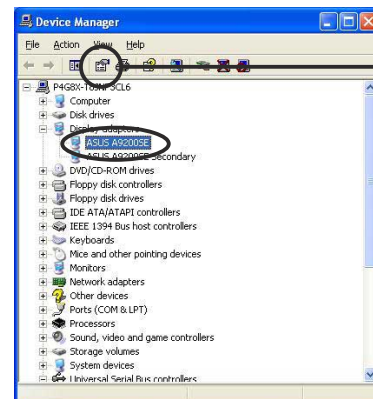 Device Manager
File Action View Help
Computer
Disk drives
Display adapters
ASUS A9200SE
ASUS A9200SE Secondary
DVD/CD-ROM drives
Floppy disk controllers
Floppy disk drives
IDE ATA/ATAPI controllers
IEEE 1394 Bus host controllers
Keyboards
Mice and other pointing devices
Monitors
Network adapters
Other devices
Ports (COM & LPT)
Processors
Sound, video and game controllers
Storage volumes
System devices
Universal Serial Bus controllers